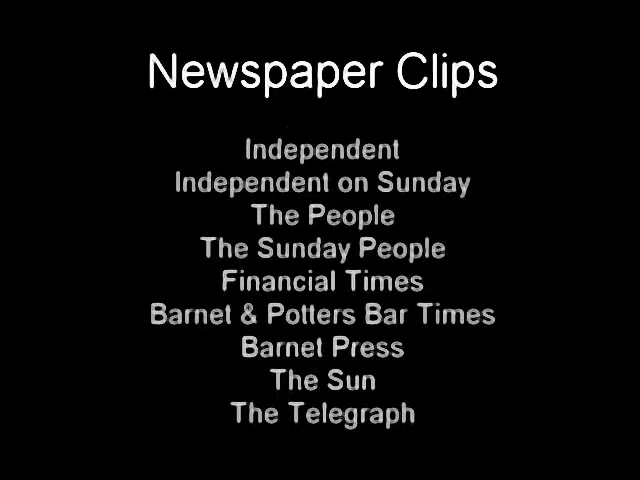 Newspaper Clips
Independent
Independent on Sunday
The People
The Sunday People
Financial Times
Barnet & Potters Bar Times
Barnet Press
The Sun
The Telegraph